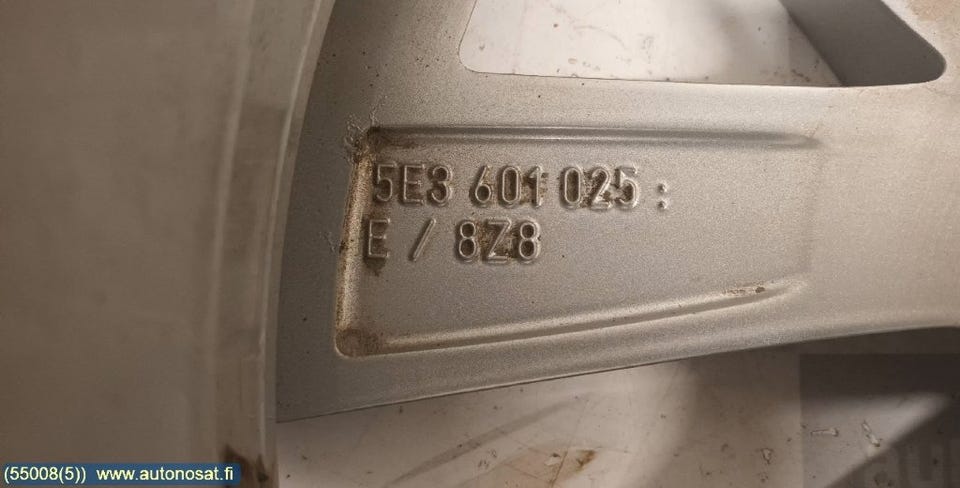 5E3 601 025 :
E / 8Z8
(55008(5)) www.autonosat.fi